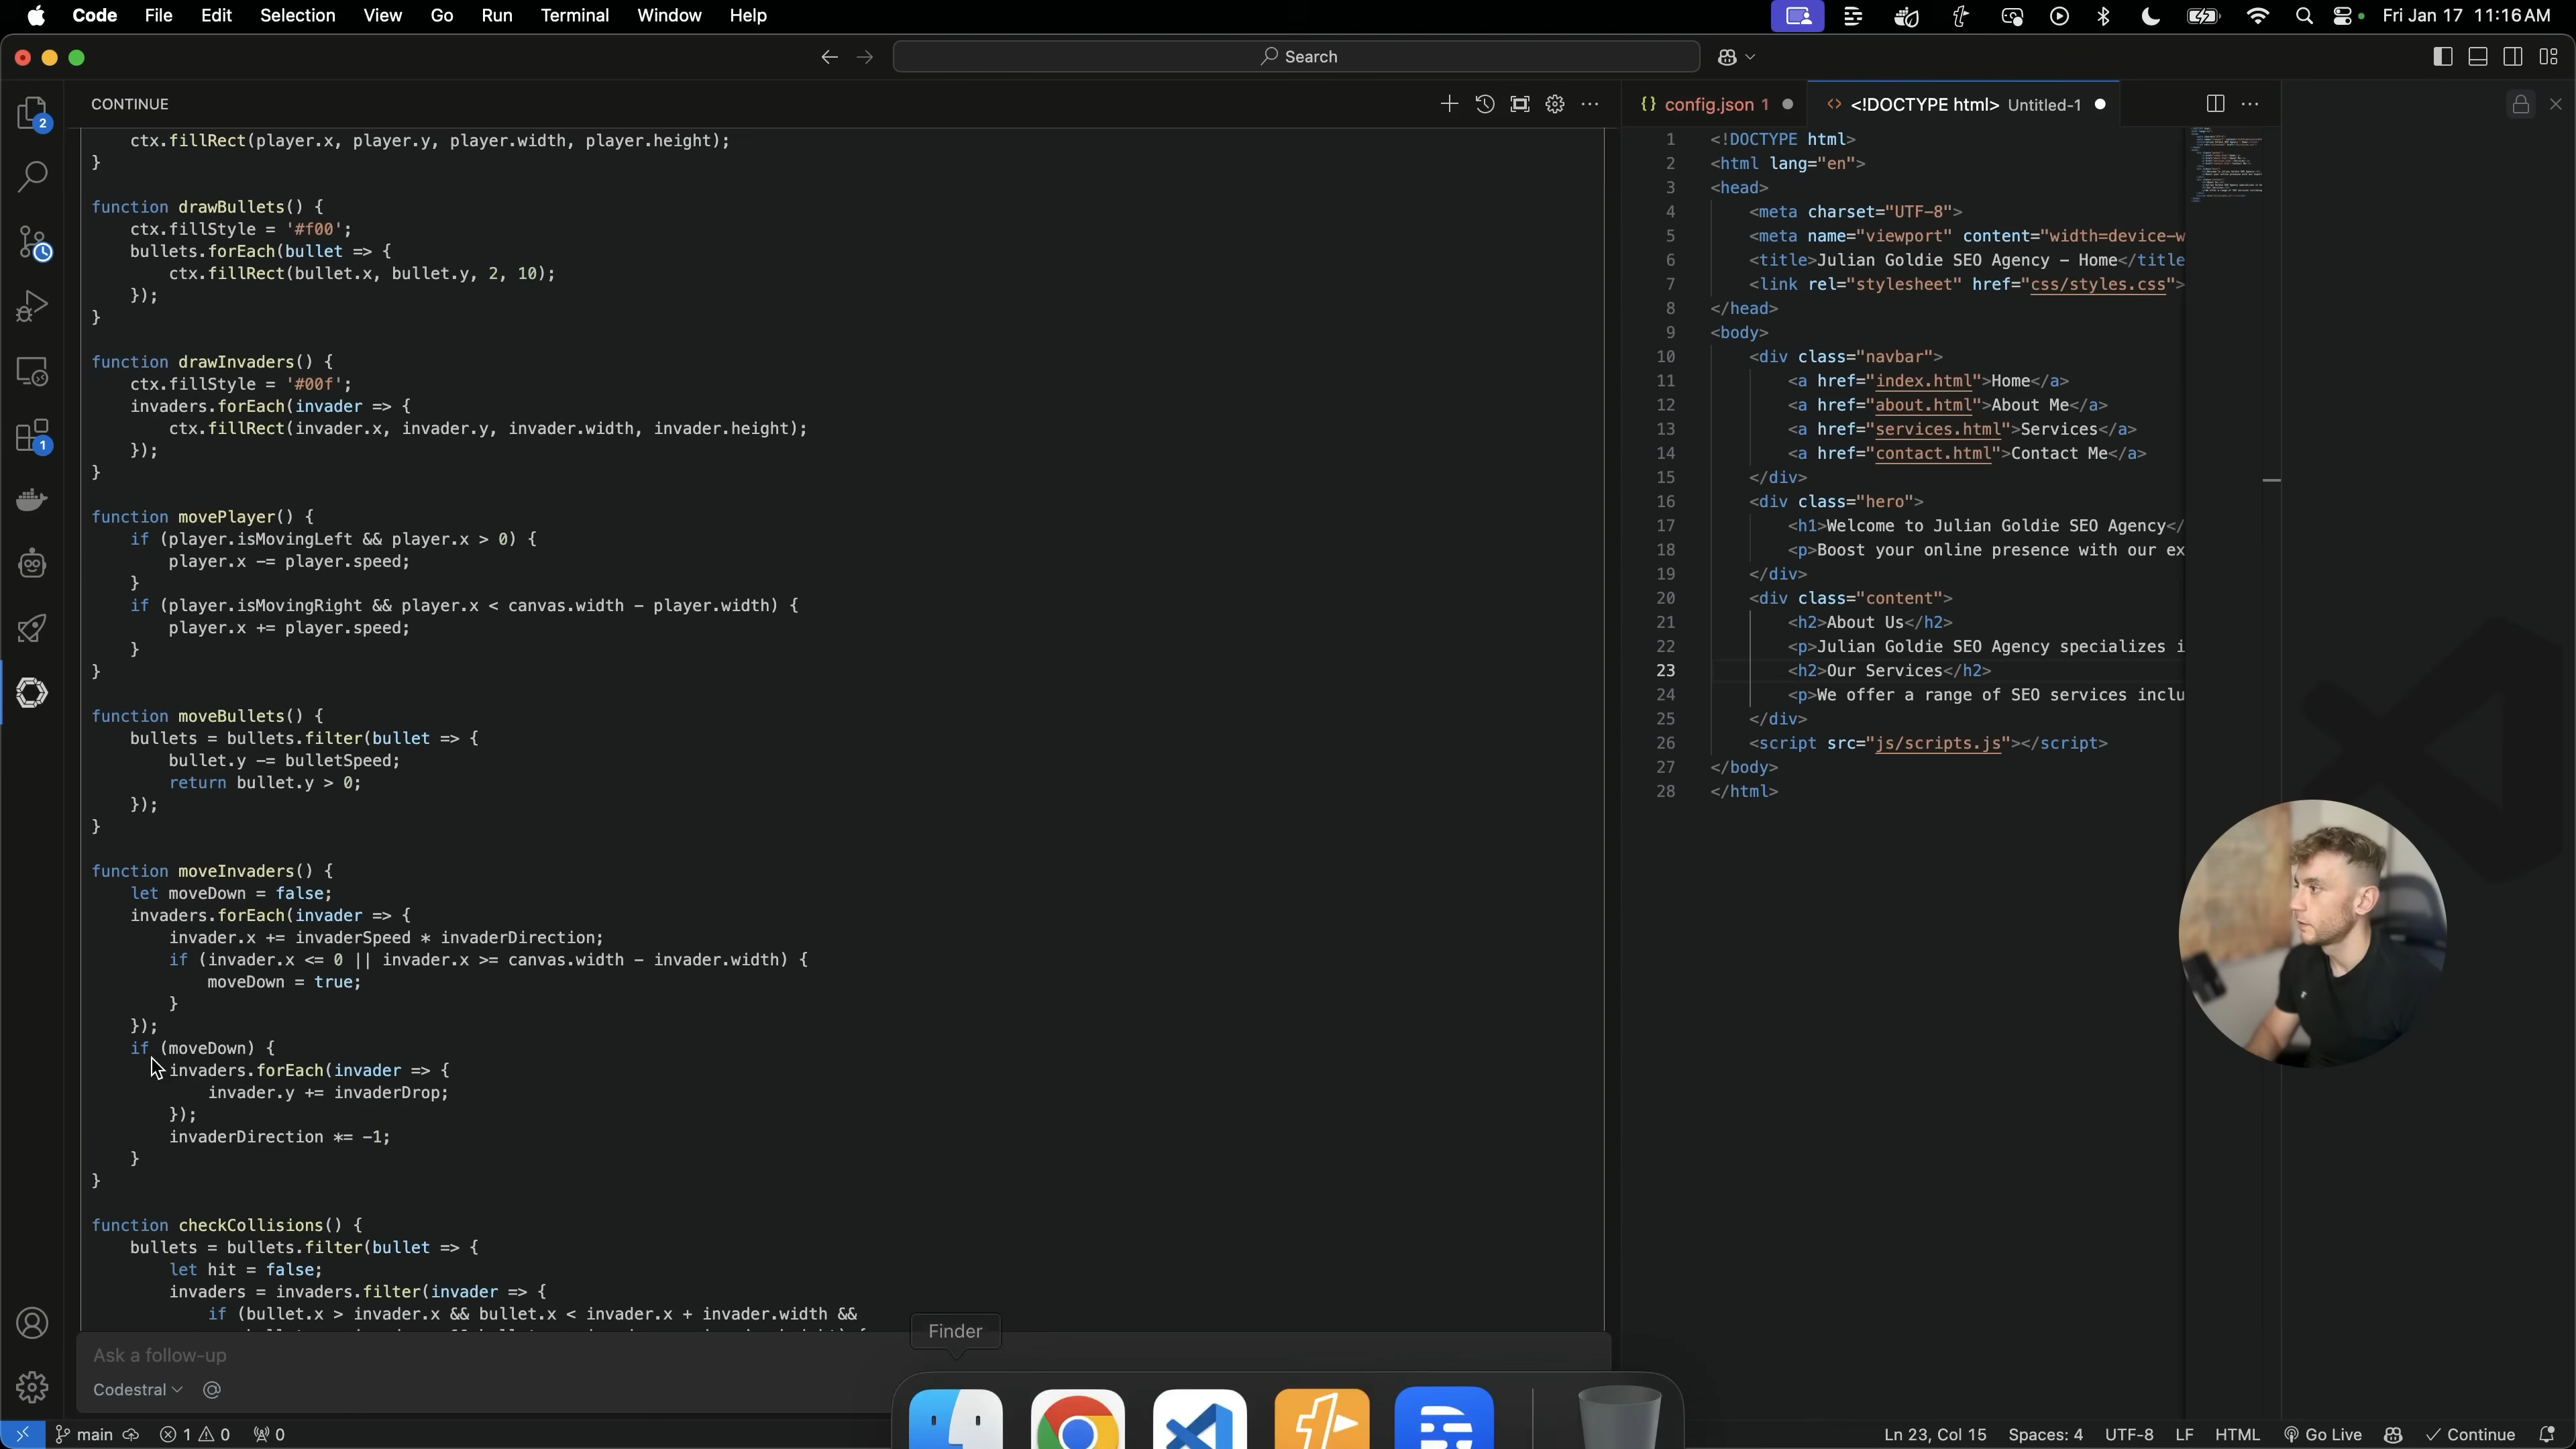 Code File Edit Selection View Go Run Terminal Window Help
Fri Jan 17 11:16 AM
Search
CONTINUE
ctx.fillRect(player.x, player.y, player.width, player.height);
}
function drawBullets() {
ctx.fillStyle = '#f00';
bullets.forEach(bullet => {
ctx.fillRect(bullet.x, bullet.y, 2, 10);
});
}
function drawInvaders() {
ctx.fillStyle = '#00f';
invaders.forEach(invader => {
ctx.fillRect(invader.x, invader.y, invader.width, invader.height);
});
}
function movePlayer() {
if (player.isMovingLeft && player.x > 0) {
player.x -= player.speed;
}
if (player.isMovingRight && player.x < canvas.width - player.width) {
player.x += player.speed;
}
}
function moveBullets() {
bullets = bullets.filter(bullet => {
bullet.y -= bulletSpeed;
return bullet.y > 0;
});
}
function moveInvaders() {
let moveDown = false;
invaders.forEach(invader => {
invader.x += invaderSpeed * invaderDirection;
if (invader.x <= 0 || invader.x >= canvas.width - invader.width) {
moveDown = true;
}
});
if (moveDown) {
invaders.forEach(invader => {
invader.y += invaderDrop;
});
invaderDirection *= -1;
}
}
function checkCollisions() {
bullets = bullets.filter(bullet => {
let hit = false;
invaders = invaders.filter(invader => {
if (bullet.x > invader.x && bullet.x < invader.x + invader.width &&
Ask a follow-up
Codestral @
Finder
{} config.json 1
<> <!DOCTYPE html> Untitled-1
1 <!DOCTYPE html>
2 <html lang="en">
3 <head>
4 <meta charset="UTF-8">
5 <meta name="viewport" content="width=device-w
6 <title>Julian Goldie SEO Agency - Home</title
7 <link rel="stylesheet" href="css/styles.css">
8 </head>
9 <body>
10 <div class="navbar">
11 <a href="index.html">Home</a>
12 <a href="about.html">About Me</a>
13 <a href="services.html">Services</a>
14 <a href="contact.html">Contact Me</a>
15 </div>
16 <div class="hero">
17 <h1>Welcome to Julian Goldie SEO Agency</
18 <p>Boost your online presence with our ex
19 </div>
20 <div class="content">
21 <h2>About Us</h2>
22 <p>Julian Goldie SEO Agency specializes i
23 <h2>Our Services</h2>
24 <p>We offer a range of SEO services inclu
25 </div>
26 <script src="js/scripts.js"></script>
27 </body>
28 </html>
2
1
main 1 0 0
Ln 23, Col 15 Spaces: 4 UTF-8 LF HTML Go Live Continue